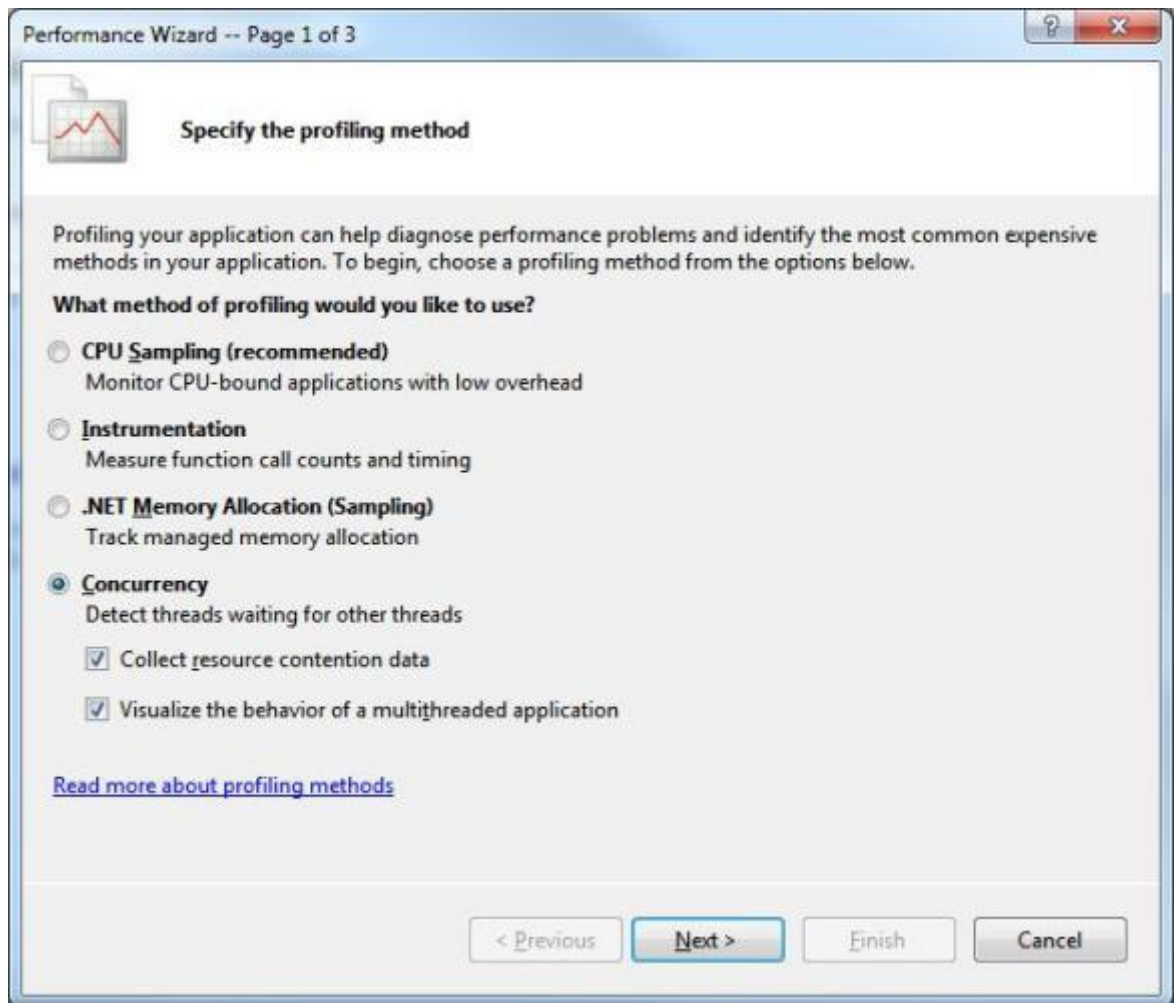 Performance Wizard -- Page 1 of 3
Specify the profiling method
Profiling your application can help diagnose performance problems and identify the most common expensive
methods in your application. To begin, choose a profiling method from the options below.
What method of profiling would you like to use?
CPU Sampling (recommended)
Monitor CPU-bound applications with low overhead
Instrumentation
Measure function call counts and timing
.NET Memory Allocation (Sampling)
Track managed memory allocation
Concurrency
Detect threads waiting for other threads
Collect resource contention data
Visualize the behavior of a multithreaded application
Read more about profiling methods
< Previous
Next >
Finish
Cancel